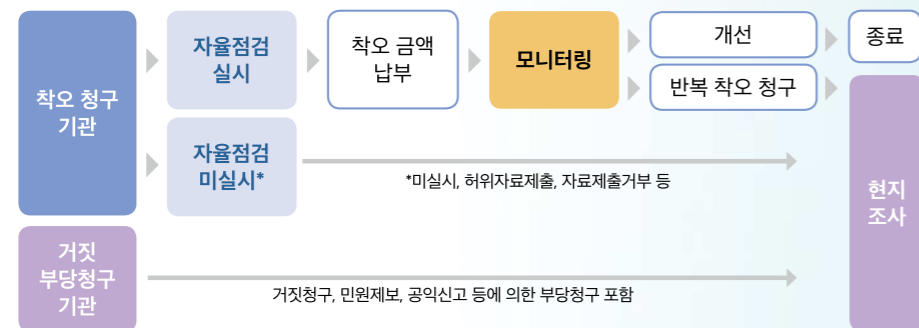 착오 청구
기관
자율점검
실시
착오 금액
납부
모니터링
개선
종료
반복 착오 청구
자율점검
미실시*
*미실시, 허위자료제출, 자료제출거부 등
현지
조사
거짓
부당청구
기관
거짓청구, 민원제보, 공익신고 등에 의한 부당청구 포함